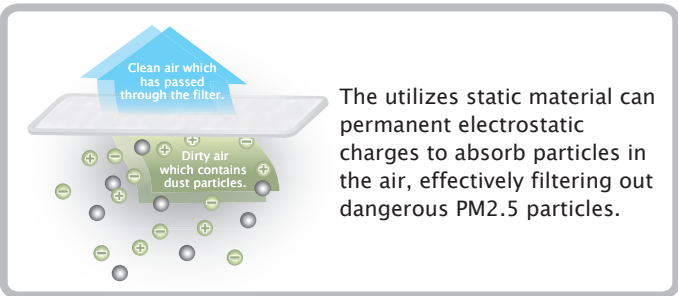 Clean air which
has passed
through the filter.
Dirty air
which contains
dust particles.
The utilizes static material can
permanent electrostatic
charges to absorb particles in
the air, effectively filtering out
dangerous PM2.5 particles.